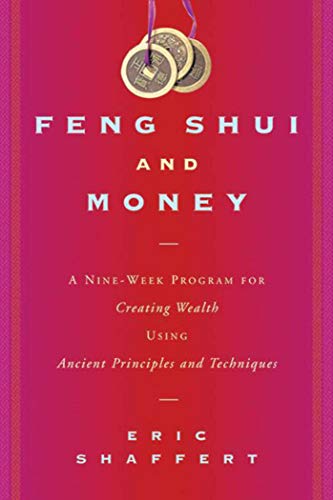 FENG SHUI
AND
MONEY
A NINE-WEEK PROGRAM FOR
Creating Wealth
USING
Ancient Principles and Techniques
ERIC
SHAFFERT